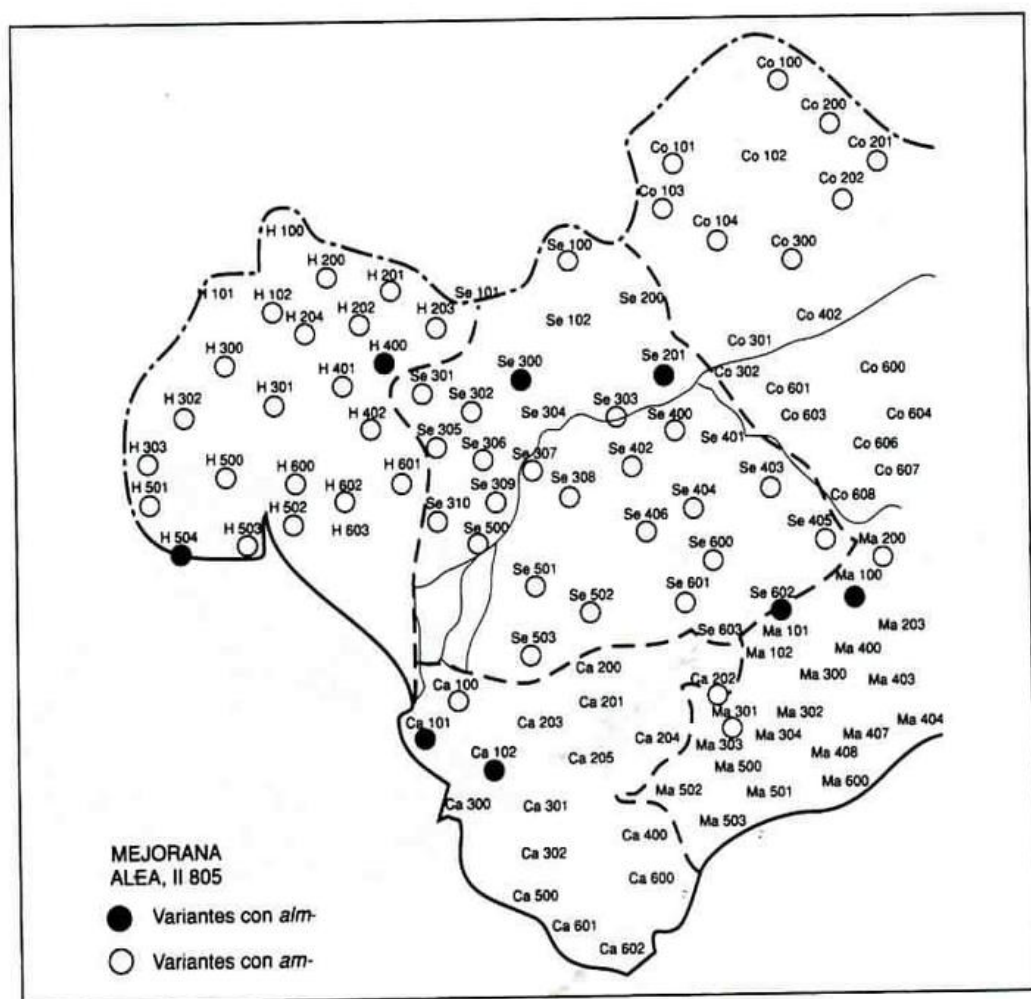 Co 100
Co 200
Co 201
Co 101
Co 102
Co 202
Co 103
Co 104
Co 300
H 100
H 200
H 201
Se 100
Se 101
Se 200
H 101
H 102
H 202
H 203
H 204
Se 102
Co 402
Co 301
H 400
H 300
H 401
Se 300
Se 201
Co 302
Co 600
Se 301
Co 601
H 301
H 302
Se 302
Se 303
Se 304
Co 603
Co 604
H 402
Se 400
Se 401
Se 305
Co 606
H 303
Se 306
Se 307
Se 402
Se 403
Co 607
H 500
H 600
H 601
Se 308
H 501
H 602
Se 309
Se 404
Co 608
H 502
Se 310
H 603
Se 406
Se 405
H 503
H 504
Se 500
Se 600
Ma 200
Ma 100
Se 501
Se 601
Se 502
Se 602
Ma 203
Se 603
Ma 101
Ma 400
Se 503
Ma 102
Ca 200
Ma 300
Ma 403
Ca 100
Ca 202
Ca 201
Ma 301
Ma 302
Ca 101
Ca 203
Ma 404
Ca 204
Ma 303
Ma 304
Ma 407
Ca 102
Ca 205
Ma 408
Ma 500
Ma 502
Ma 501
Ma 600
Ca 300
Ca 301
Ma 503
Ca 400
Ca 302
Ca 600
Ca 500
Ca 601
Ca 602
MEJORANA
ALEA, II 805
Variantes con alm-
Variantes con am-